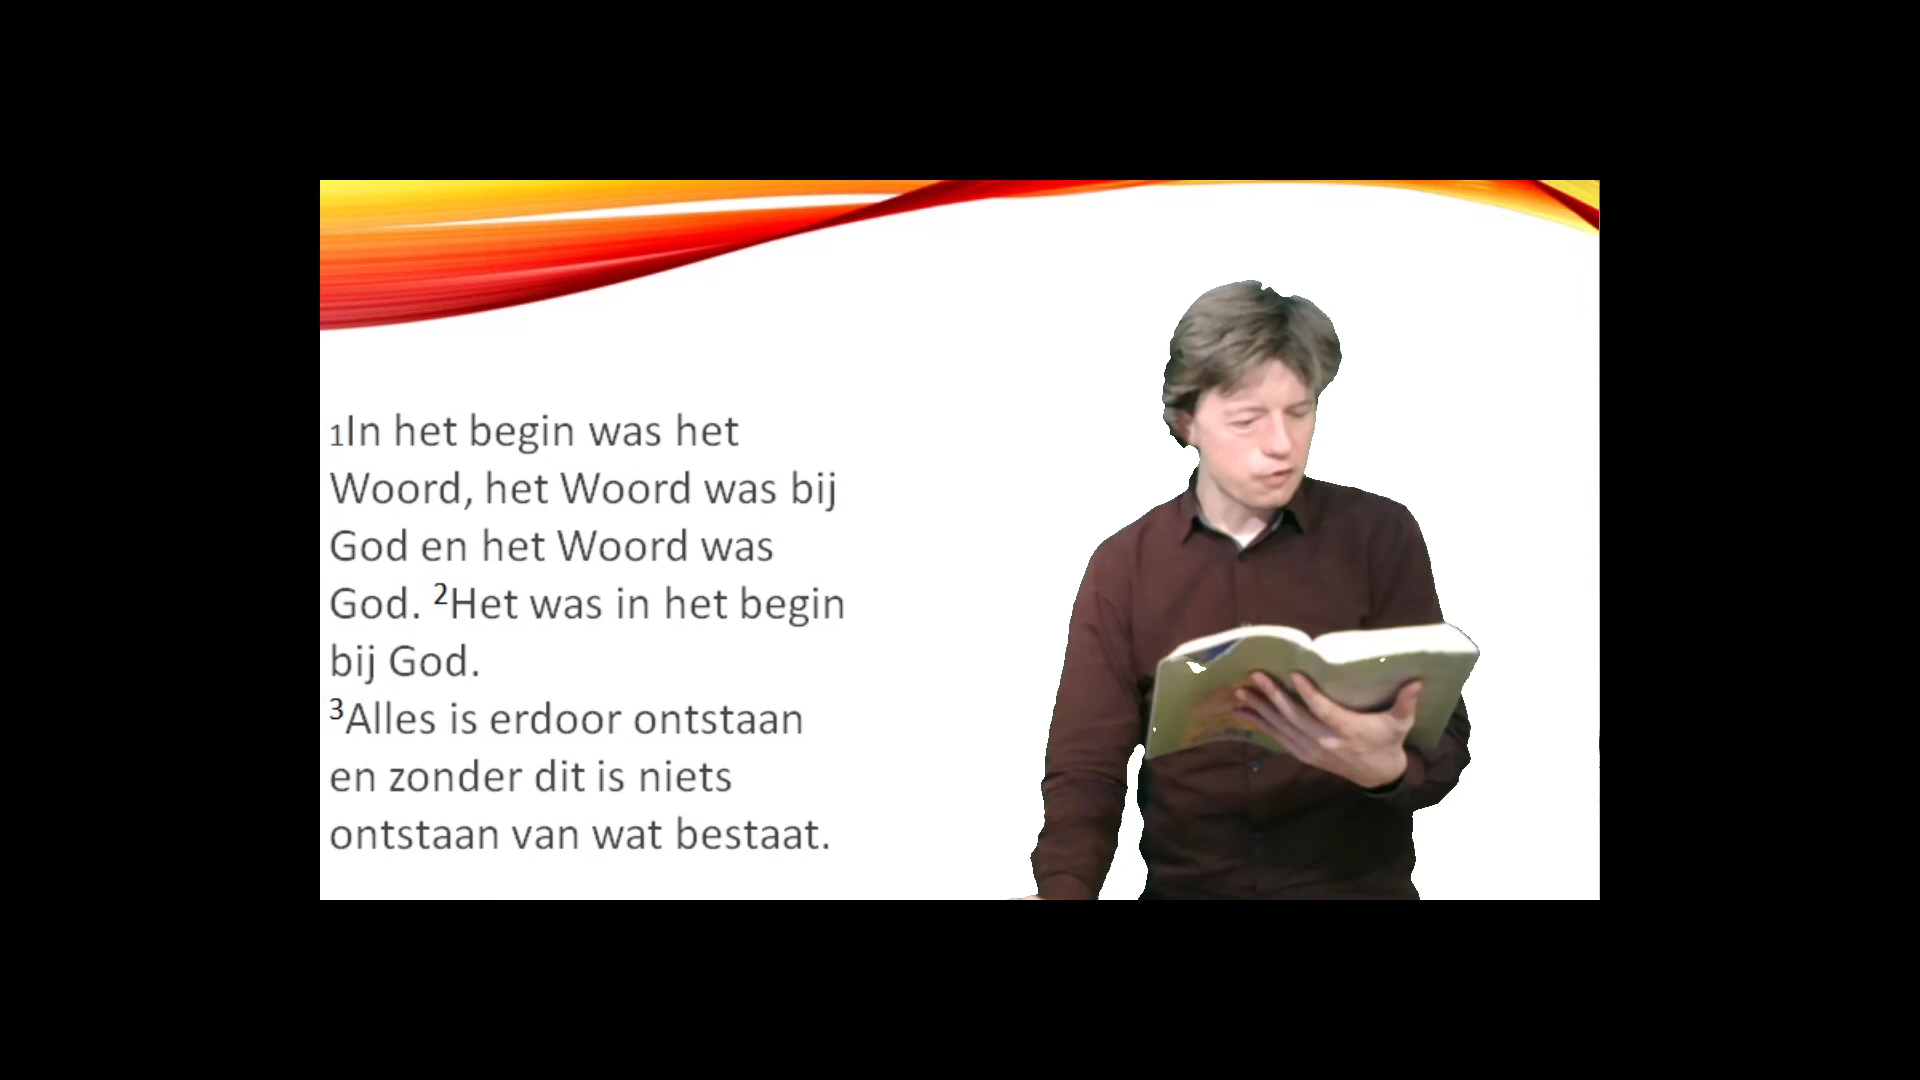 1In het begin was het
Woord, het Woord was bij
God en het Woord was
God. ²Het was in het begin
bij God.
³Alles is erdoor ontstaan
en zonder dit is niets
ontstaan van wat bestaat.